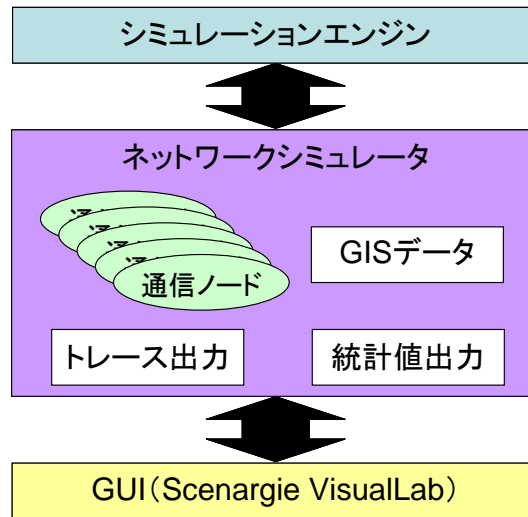 シミュレーションエンジン
ネットワークシミュレータ
通信ノード
GISデータ
トレース出力
統計値出力
GUI（Scenargie VisualLab）